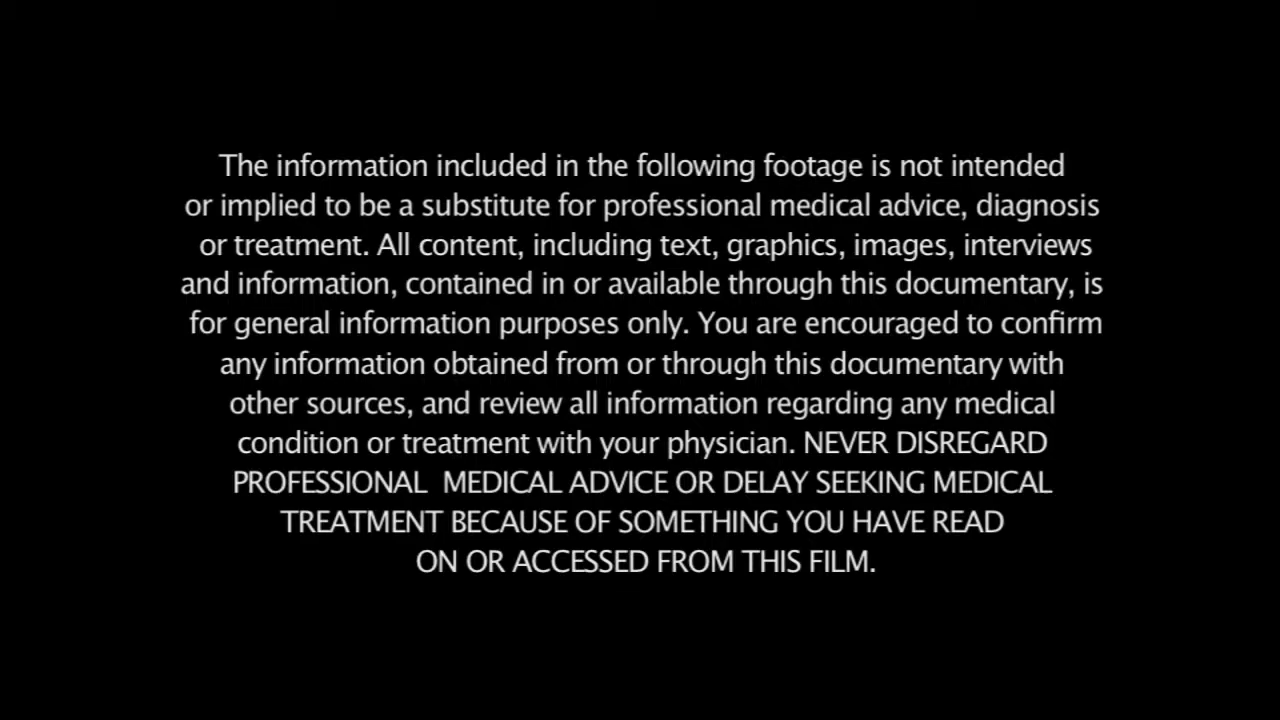 The information included in the following footage is not intended
or implied to be a substitute for professional medical advice, diagnosis
or treatment. All content, including text, graphics, images, interviews
and information, contained in or available through this documentary, is
for general information purposes only. You are encouraged to confirm
any information obtained from or through this documentary with
other sources, and review all information regarding any medical
condition or treatment with your physician. NEVER DISREGARD
PROFESSIONAL  MEDICAL ADVICE OR DELAY SEEKING MEDICAL
TREATMENT BECAUSE OF SOMETHING YOU HAVE READ
ON OR ACCESSED FROM THIS FILM.